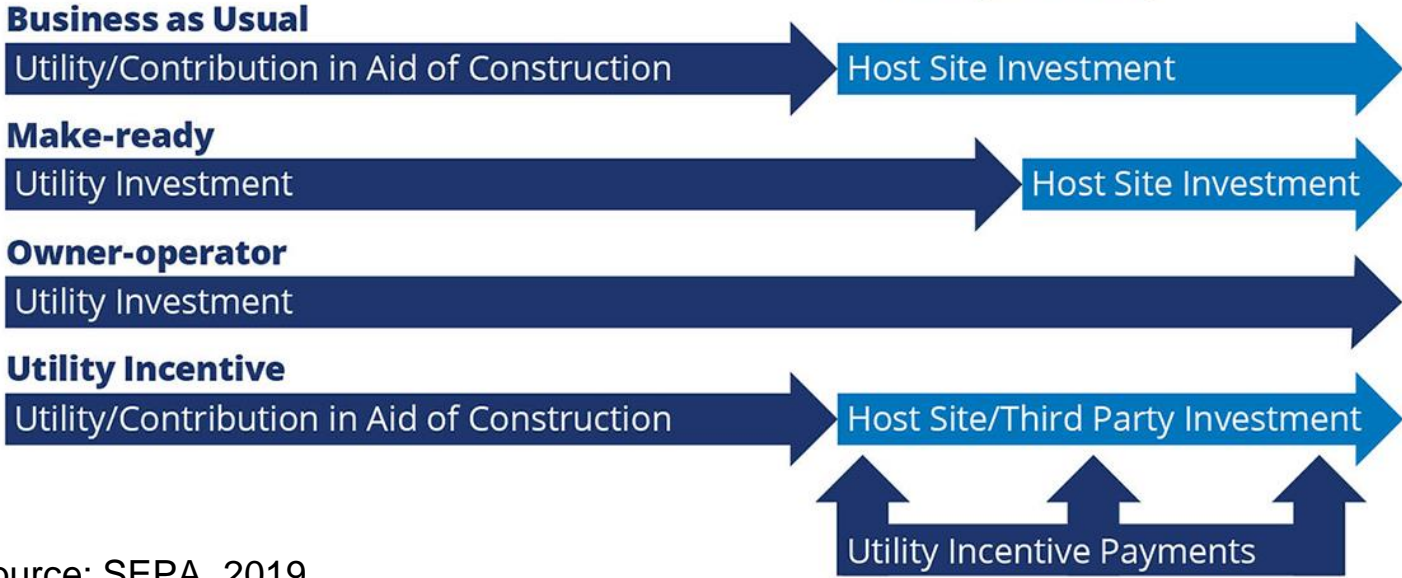 Business as Usual
Utility/Contribution in Aid of Construction
Host Site Investment
Make-ready
Utility Investment
Host Site Investment
Owner-operator
Utility Investment
Utility Incentive
Utility/Contribution in Aid of Construction
Host Site/Third Party Investment
Utility Incentive Payments
ource: SEPA, 2019